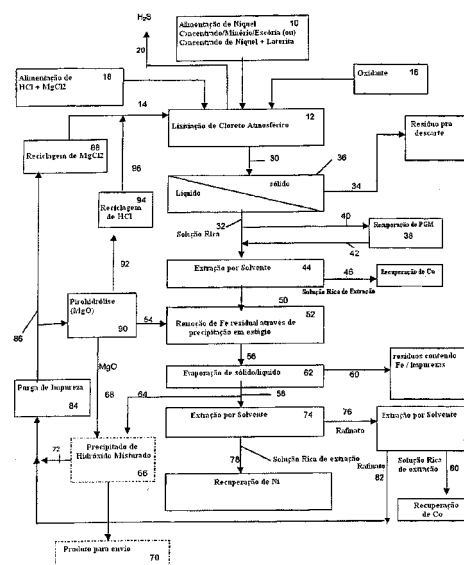 H₂S
20
Alimentação de Níquel 10
Concentrado/Minério/Escória (ou)
Concentrado de Níquel + Laterita
Alimentação de 18
HCl + MgCl2
Oxidante 16
14
Lixiviação de Cloreto Atmosférico
12
Resíduo pra
descarte
88
Reciclagem de MgCl2
96
30
36
sólido
Líquido
34
94
Reciclagem
de HCl
32
Solução Rica
40
Recuperação de PGM
38
42
92
Extração por Solvente 44
46
Recuperação de Co
Solução Rica de Extração
50
Pirohidrólise
(MgO)
90
54
52
Remoção de Fe residual através de
precipitação em estágio
86
56
MgO
Evaporação de sólido/líquido 62
60
resíduos contendo
Fe / Impurezas
Purga de Impureza
84
68
64
58
Extração por Solvente 74
76
Rafinato
Extração por Solvente
72
Precipitado de
Hidróxido Misturado
66
78
Solução Rica de extração
Rafinato
82
Solução Rica
de extração
80
Recuperação de Ni
Recuperação
de Co
Produto para envio
70